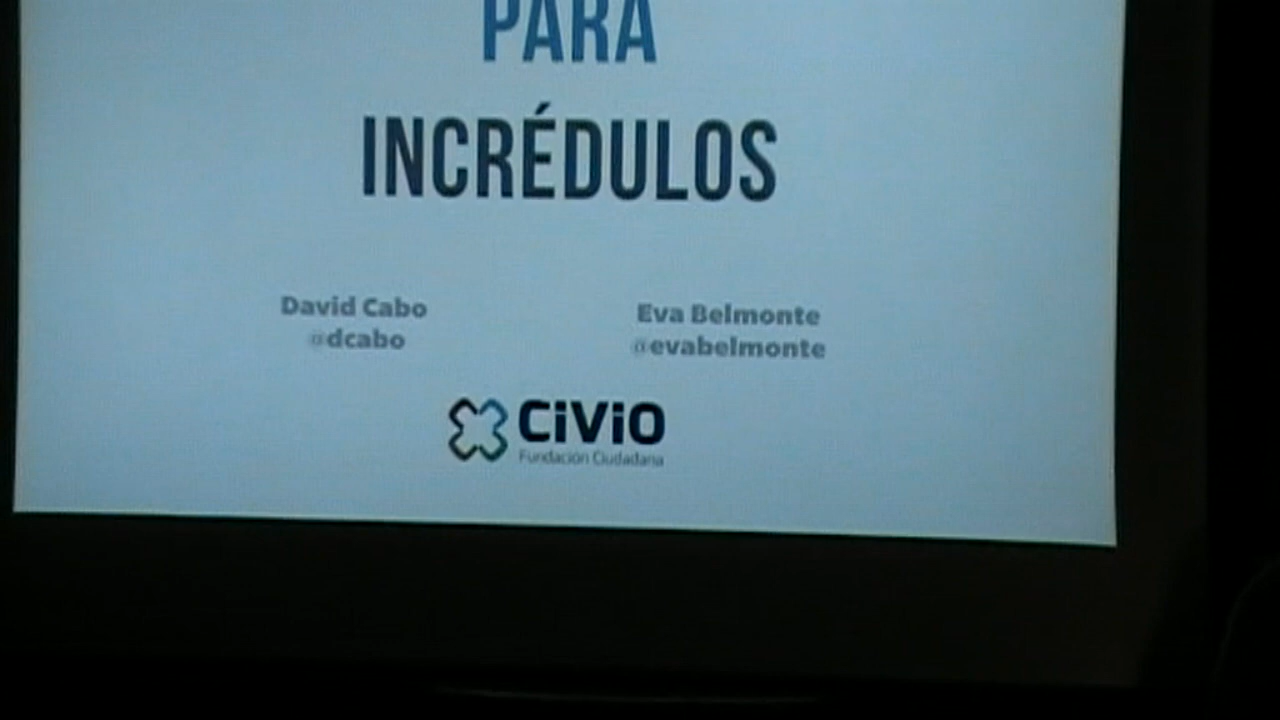 PARA
INCRÉDULOS
David Cabo
@dcabo
Eva Belmonte
@evabelmonte
CiViO
Fundación Ciudadana